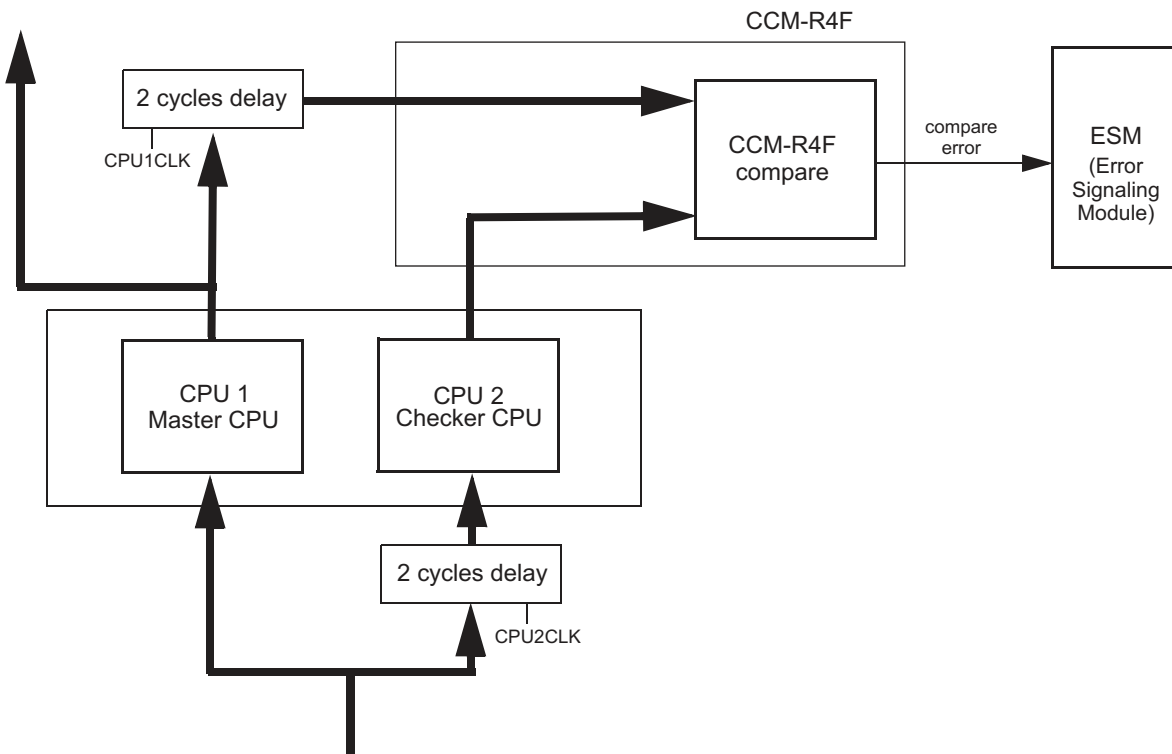 CCM-R4F
2 cycles delay
CPU1CLK
CCM-R4F
compare
compare
error
ESM
(Error
Signaling
Module)
CPU 1
Master CPU
CPU 2
Checker CPU
2 cycles delay
CPU2CLK